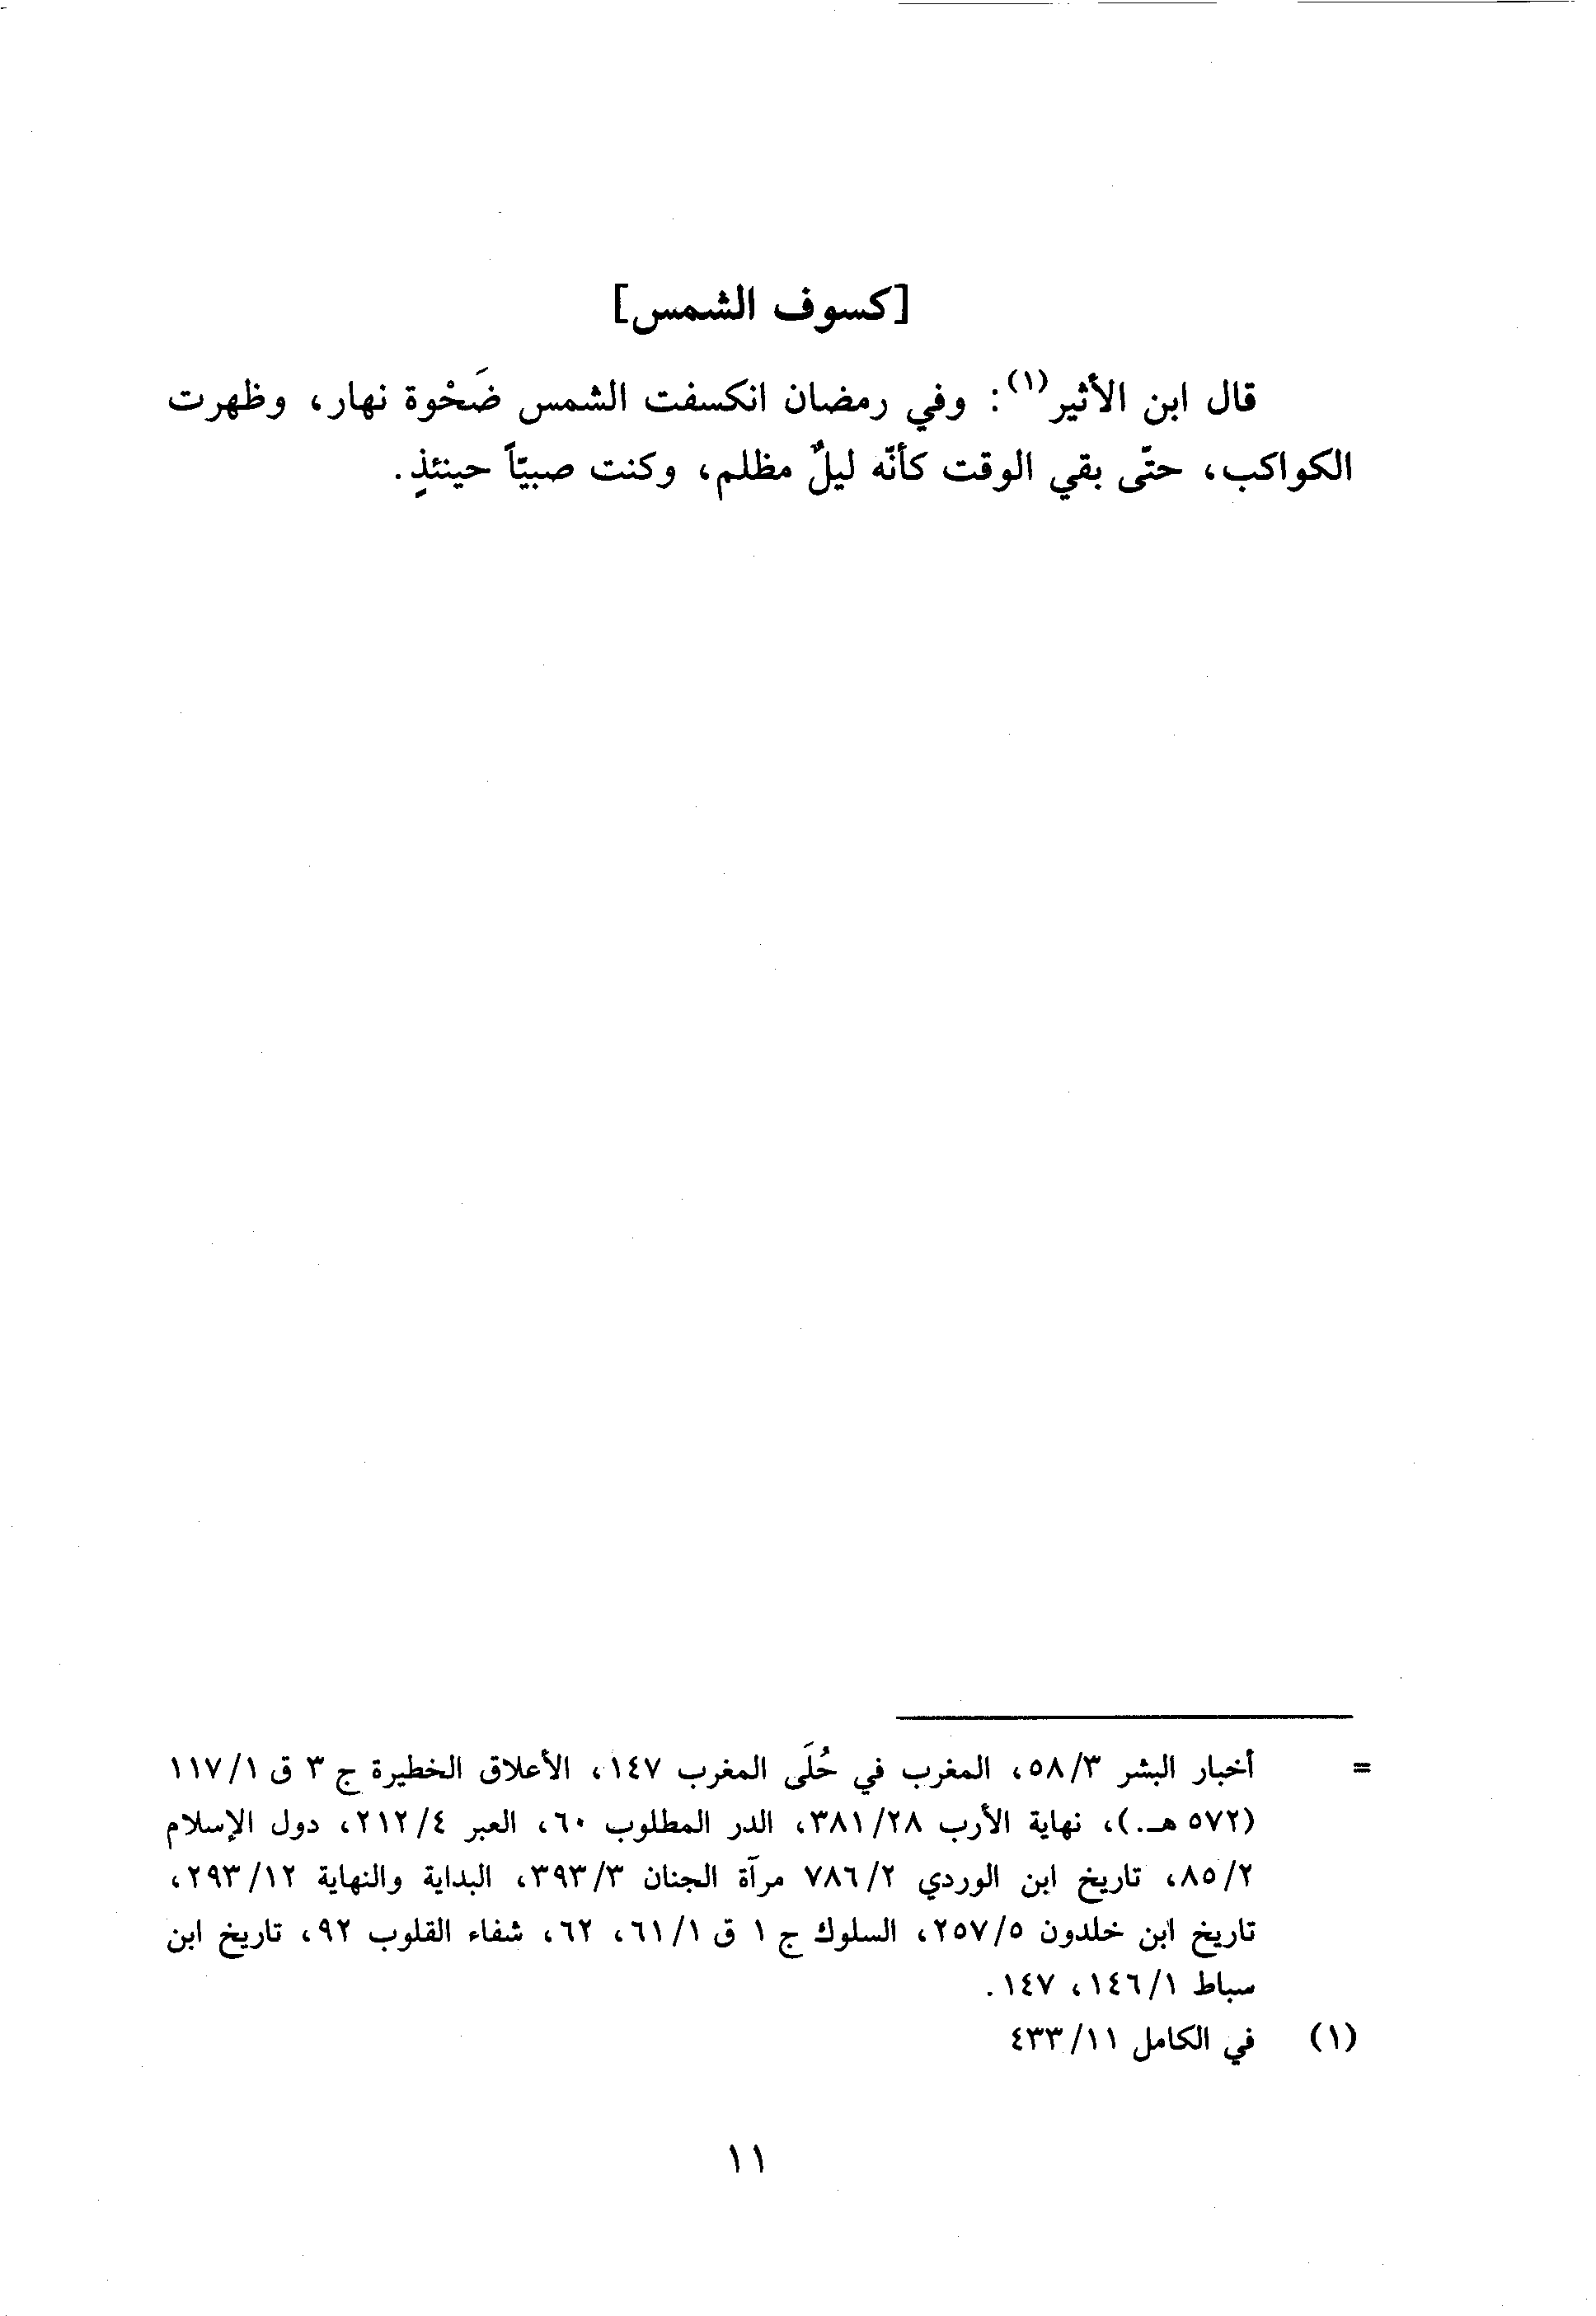 [كسوف الشمس]
قال ابن الأثير(١): وفي رمضان انكسفت الشمس ضَحْوة نهار، وظهرت
الكواكب، حتّى بقي الوقت كأنّه ليلٌ مظلم، وكنت صبيّاً حينئذٍ.
= أخبار البشر ٥٨/٣، المغرب في حُلَى المغرب ١٤٧، الأعلاق الخطيرة ج ٣ ق ١١٧/١
(٥٧٢ هـ.)، نهاية الأرب ٣٨١/٢٨، الدر المطلوب ٦٠، العبر ٢١٢/٤، دول الإسلام
٨٥/٢، تاريخ ابن الوردي ٧٨٦/٢ مرآة الجنان ٣٩٣/٣، البداية والنهاية ٢٩٣/١٢،
تاريخ ابن خلدون ٢٥٧/٥، السلوك ج ١ ق ٦١/١، ٦٢، شفاء القلوب ٩٢، تاريخ ابن
سباط ١٤٦/١، ١٤٧.
(١) في الكامل ٤٣٣/١١
١١